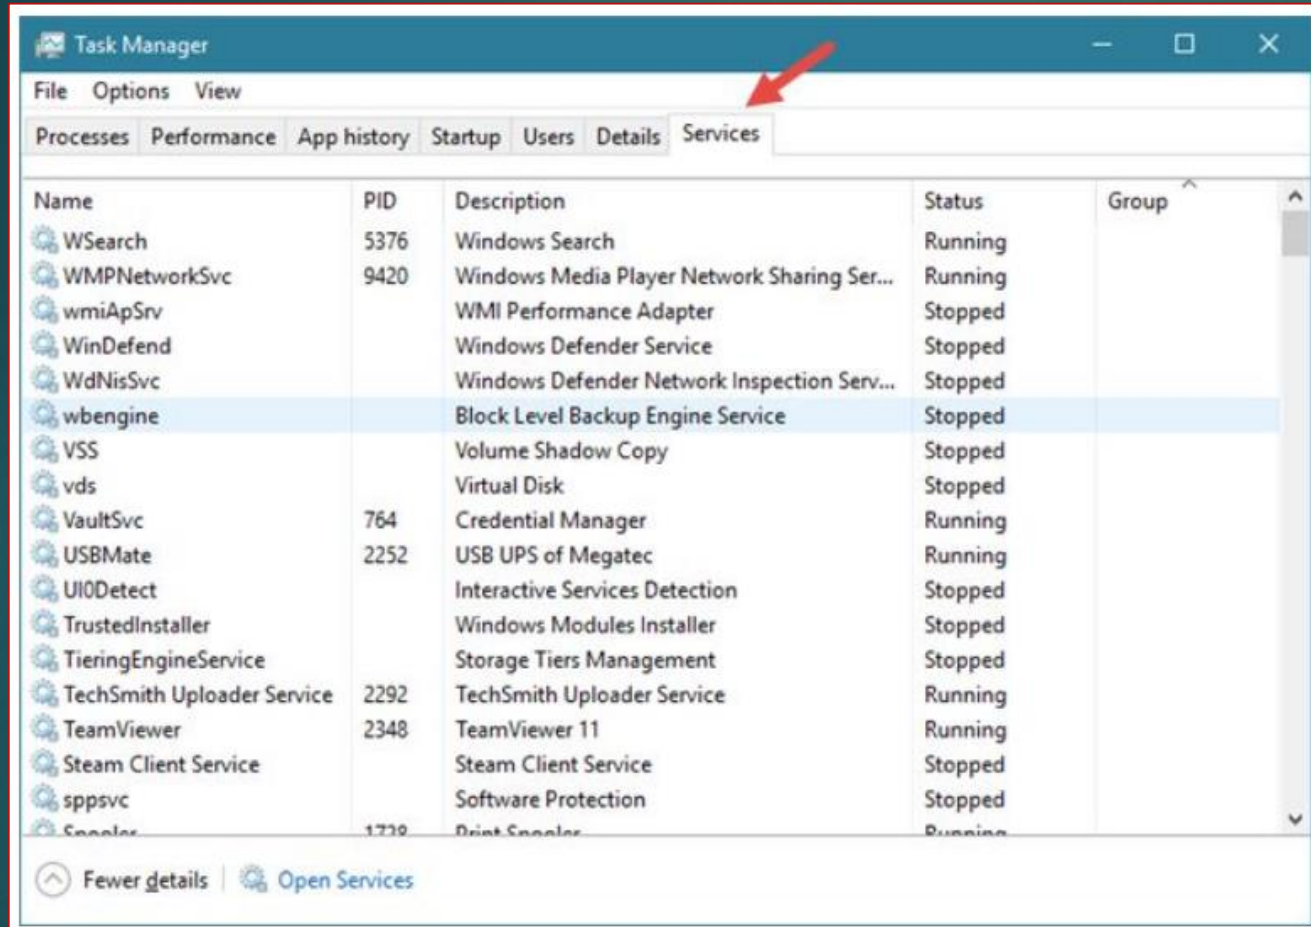 Task Manager
File Options View
Processes Performance App history Startup Users Details Services
Name PID Description Status Group
WSearch 5376 Windows Search Running
WMPNetworkSvc 9420 Windows Media Player Network Sharing Ser... Running
wmiApSrv WMI Performance Adapter Stopped
WinDefend Windows Defender Service Stopped
WdNisSvc Windows Defender Network Inspection Serv... Stopped
wbengine Block Level Backup Engine Service Stopped
VSS Volume Shadow Copy Stopped
vds Virtual Disk Stopped
VaultSvc 764 Credential Manager Running
USBMate 2252 USB UPS of Megatec Running
UI0Detect Interactive Services Detection Stopped
TrustedInstaller Windows Modules Installer Stopped
TieringEngineService Storage Tiers Management Stopped
TechSmith Uploader Service 2292 TechSmith Uploader Service Running
TeamViewer 2348 TeamViewer 11 Running
Steam Client Service Steam Client Service Stopped
sppsvc Software Protection Stopped
Spooler 1728 Print Spooler Running
Fewer details Open Services